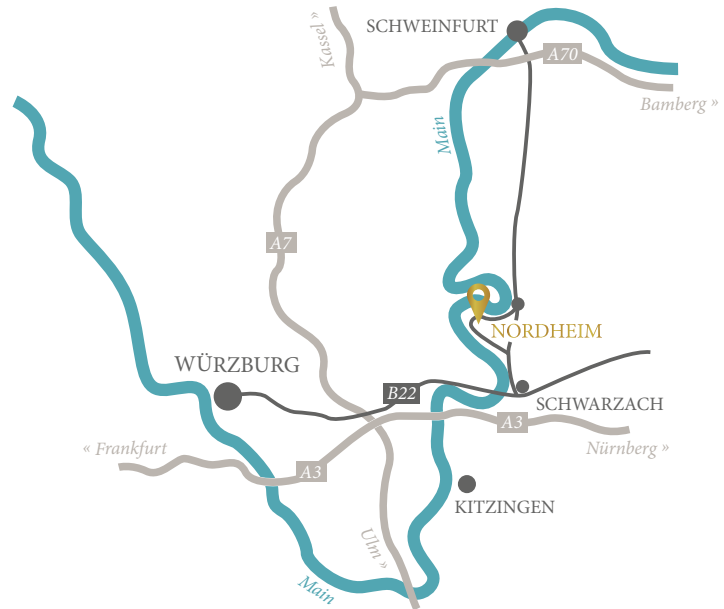 Kassel »
SCHWEINFURT
A70
Bamberg »
Main
A7
NORDHEIM
WÜRZBURG
B22
SCHWARZACH
A3
« Frankfurt
Nürnberg »
A3
KITZINGEN
Ulm »
Main